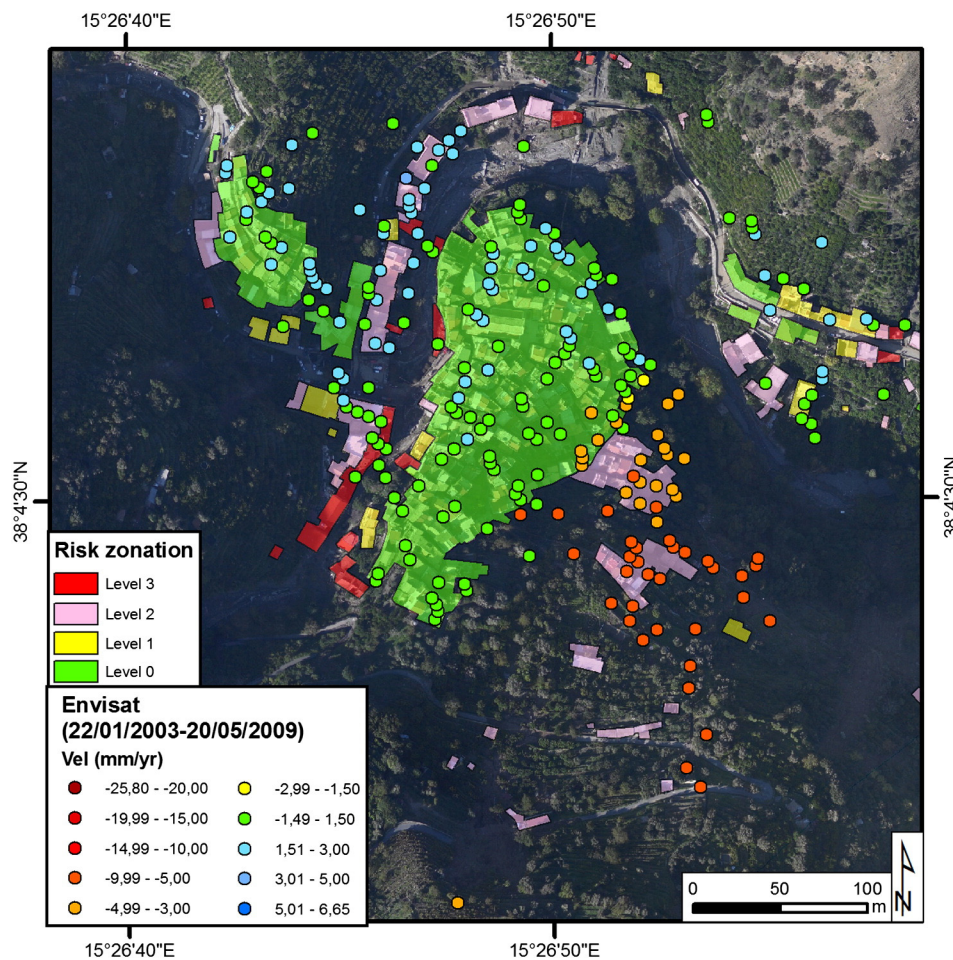 15°26'40"E 15°26'50"E
38°4'30"N 38°4'30"N
Risk zonation
Level 3
Level 2
Level 1
Level 0
Envisat
(22/01/2003-20/05/2009)
Vel (mm/yr)
-25,80 - -20,00 -2,99 - -1,50
-19,99 - -15,00 -1,49 - 1,50
-14,99 - -10,00 1,51 - 3,00
-9,99 - -5,00 3,01 - 5,00
-4,99 - -3,00 5,01 - 6,65
0 50 100
m
N
15°26'40"E 15°26'50"E